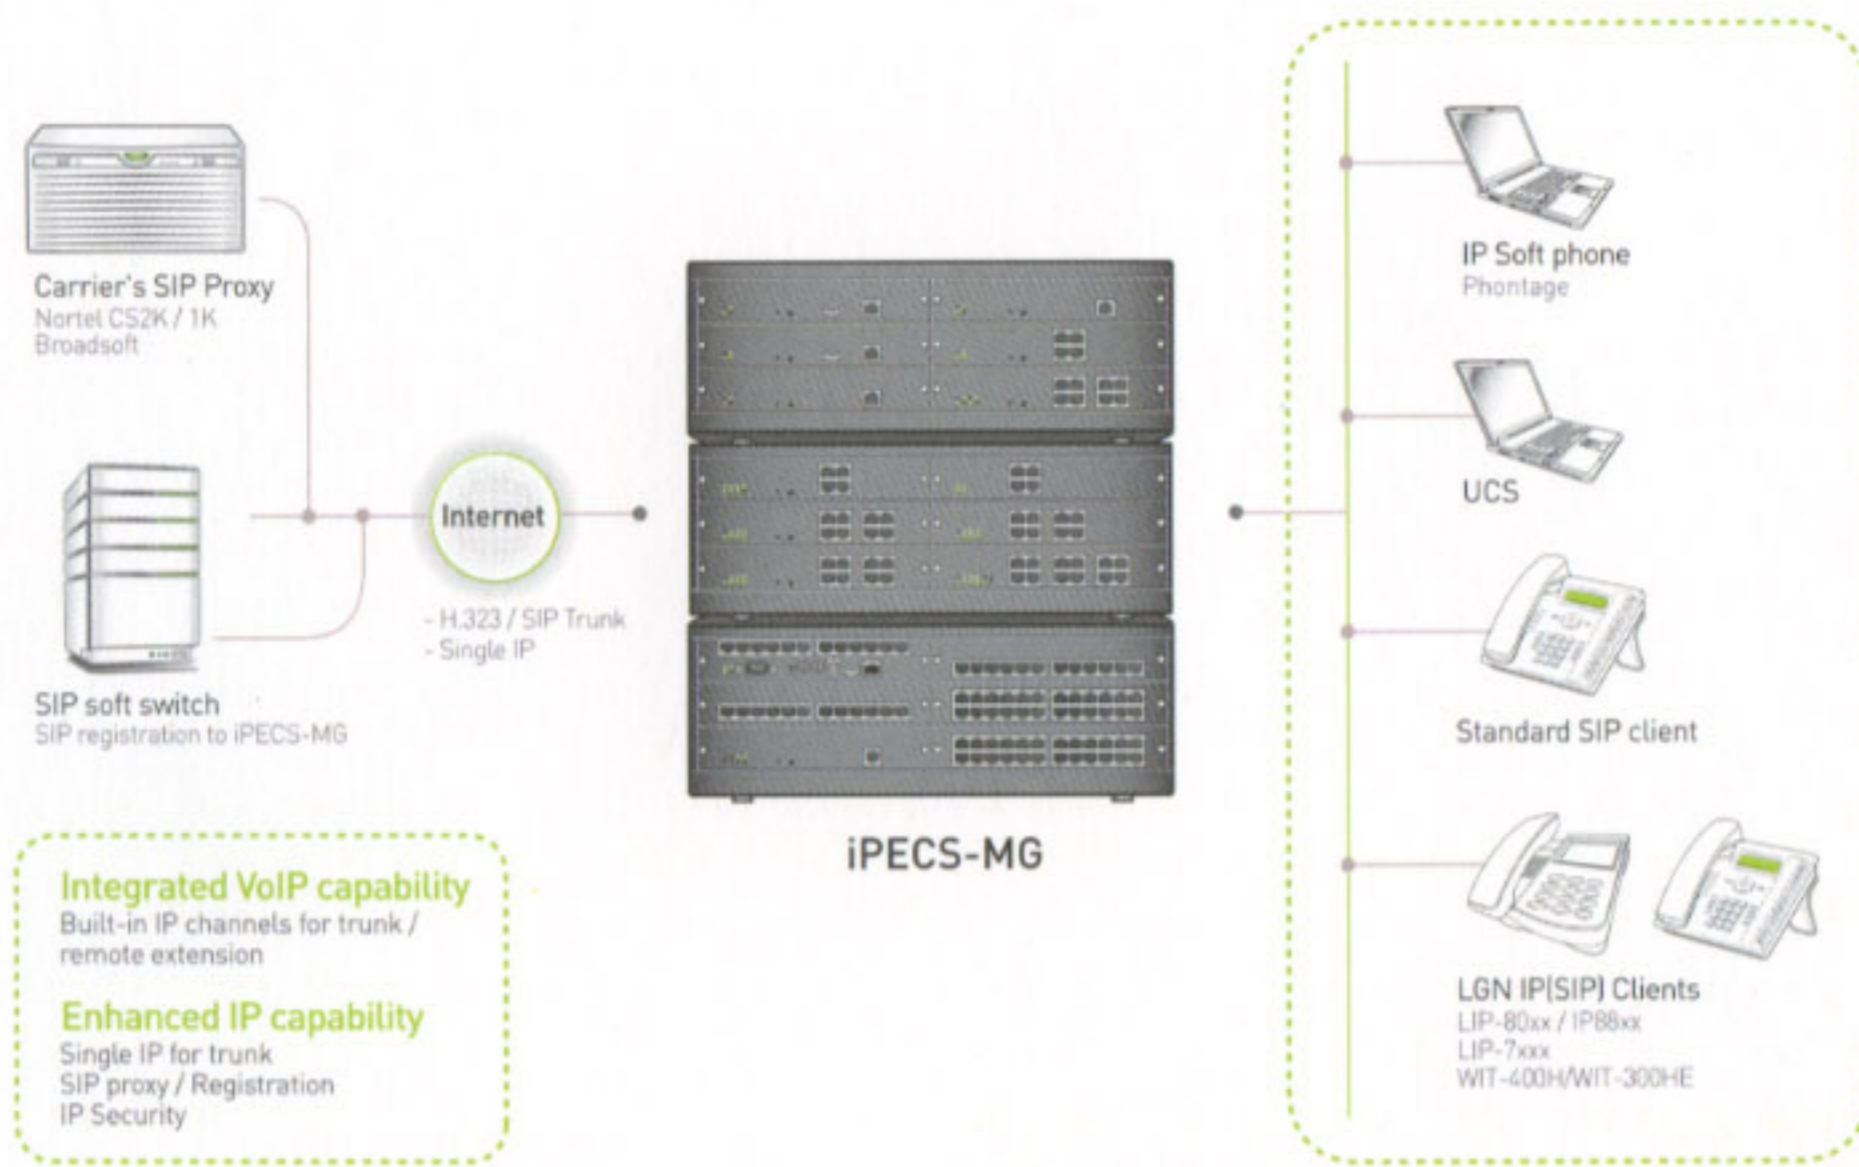 Carrier's SIP Proxy
Nortel CS2K / 1K
Broadsoft
SIP soft switch
SIP registration to iPECS-MG
Internet
- H.323 / SIP Trunk
- Single IP
iPECS-MG
Integrated VoIP capability
Built-in IP channels for trunk /
remote extension
Enhanced IP capability
Single IP for trunk
SIP proxy / Registration
IP Security
IP Soft phone
Phontage
UCS
Standard SIP client
LGN IP(SIP) Clients
LIP-80xx / IP88xx
LIP-7xxx
WIT-400H/WIT-300HE